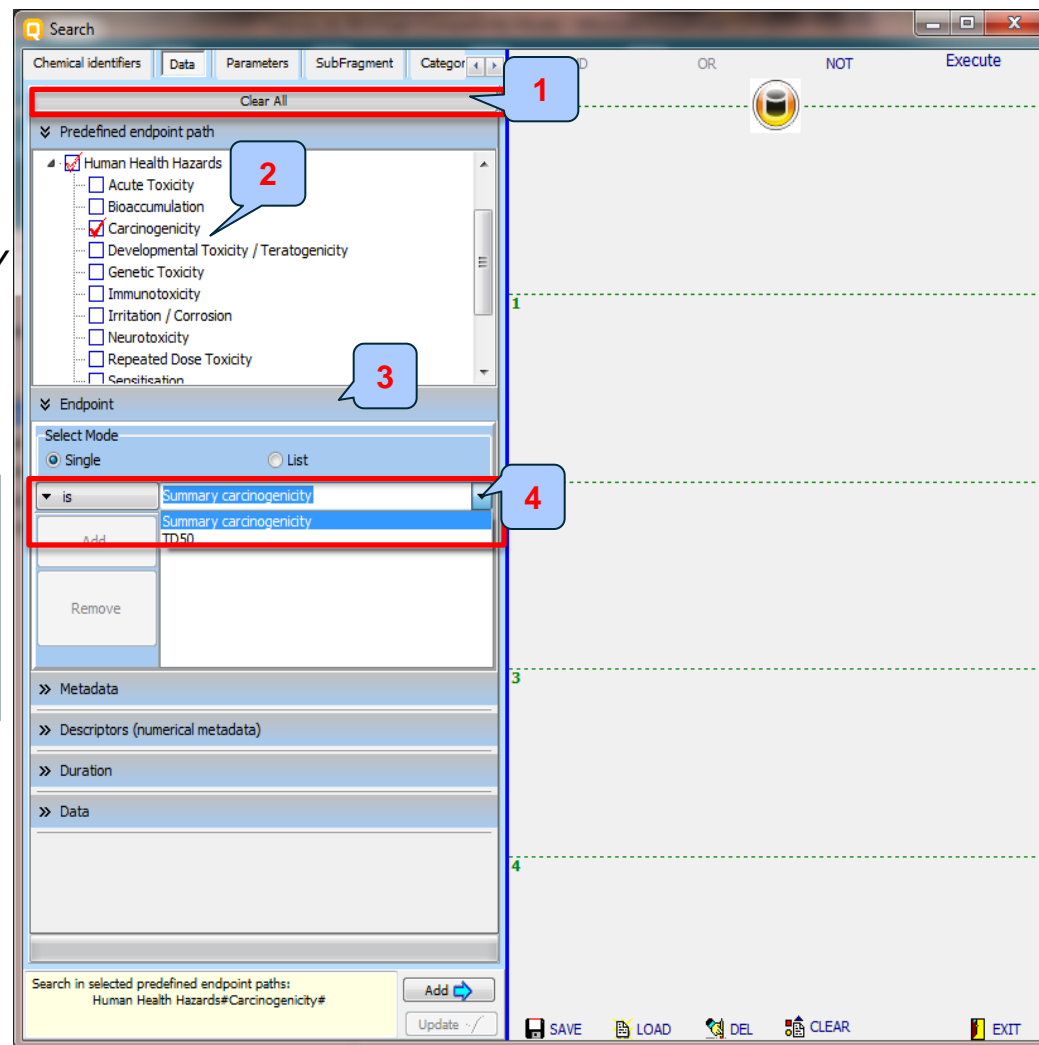 Search
Chemical identifiers Data Parameters SubFragment Categor OR NOT Execute
Clear All
1
Predefined endpoint path
Human Health Hazards
2
Acute Toxicity
Bioaccumulation
Carcinogenicity
Developmental Toxicity / Teratogenicity
Genetic Toxicity
Immunotoxicity
Irritation / Corrosion
Neurotoxicity
Repeated Dose Toxicity
Sensitisation
3
Endpoint
Select Mode
Single List
is Summary carcinogenicity
4
Summary carcinogenicity
Add TD50
Remove
Metadata
Descriptors (numerical metadata)
Duration
Data
1
3
4
Search in selected predefined endpoint paths:
Human Health Hazards#Carcinogenicity#
Add
Update
SAVE LOAD DEL CLEAR EXIT